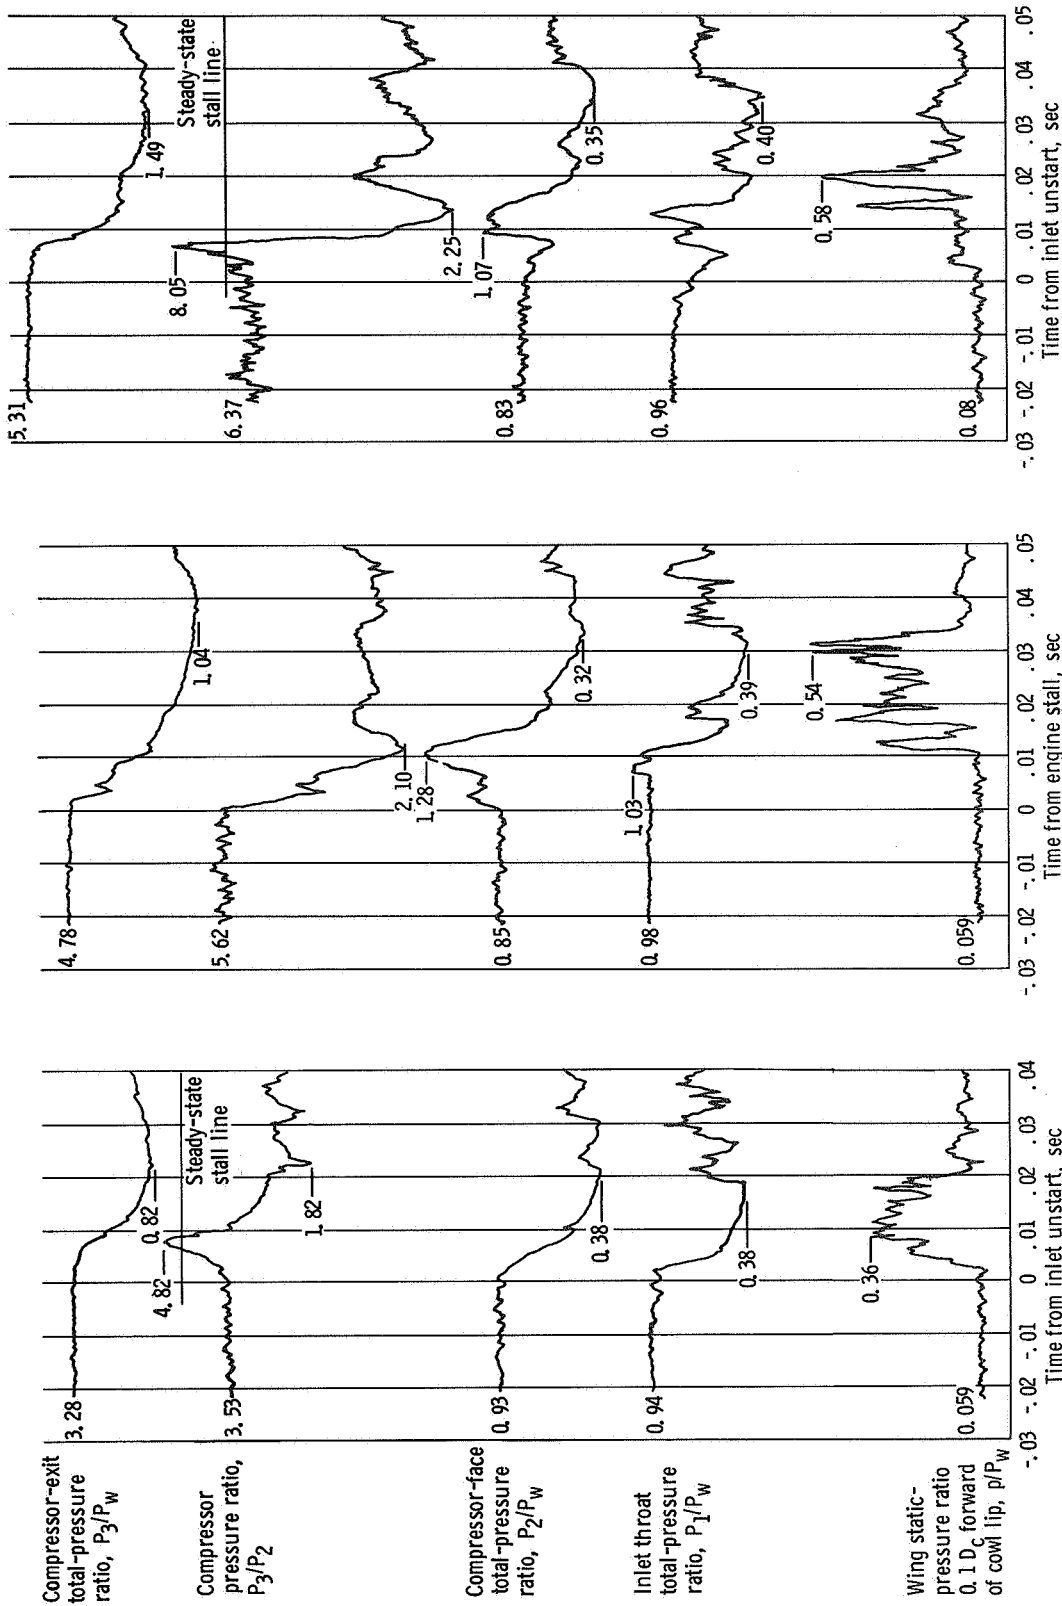 Compressor-exit
total-pressure
ratio, P3/PW
Compressor
pressure ratio,
P3/P2
Compressor-face
total-pressure
ratio, P2/PW
Inlet throat
total-pressure
ratio, P1/PW
Wing static-
pressure ratio
0.1 Dc forward
of cowl lip, p/PW
3.28
0.82
4.82
Steady-state
stall line
3.53
1.82
0.93
0.38
0.94
0.38
0.36
0.059
-.03 -.02 -.01 0 .01 .02 .03 .04
Time from inlet unstart, sec
4.78
1.04
5.62
2.10
1.28
0.85
0.32
1.03
0.98
0.39
0.54
0.059
-.03 -.02 -.01 0 .01 .02 .03 .04 .05
Time from engine stall, sec
5.31
1.49
Steady-state
stall line
8.05
6.37
2.25
1.07
0.83
0.35
0.96
0.40
0.58
0.08
-.03 -.02 -.01 0 .01 .02 .03 .04 .05
Time from inlet unstart, sec